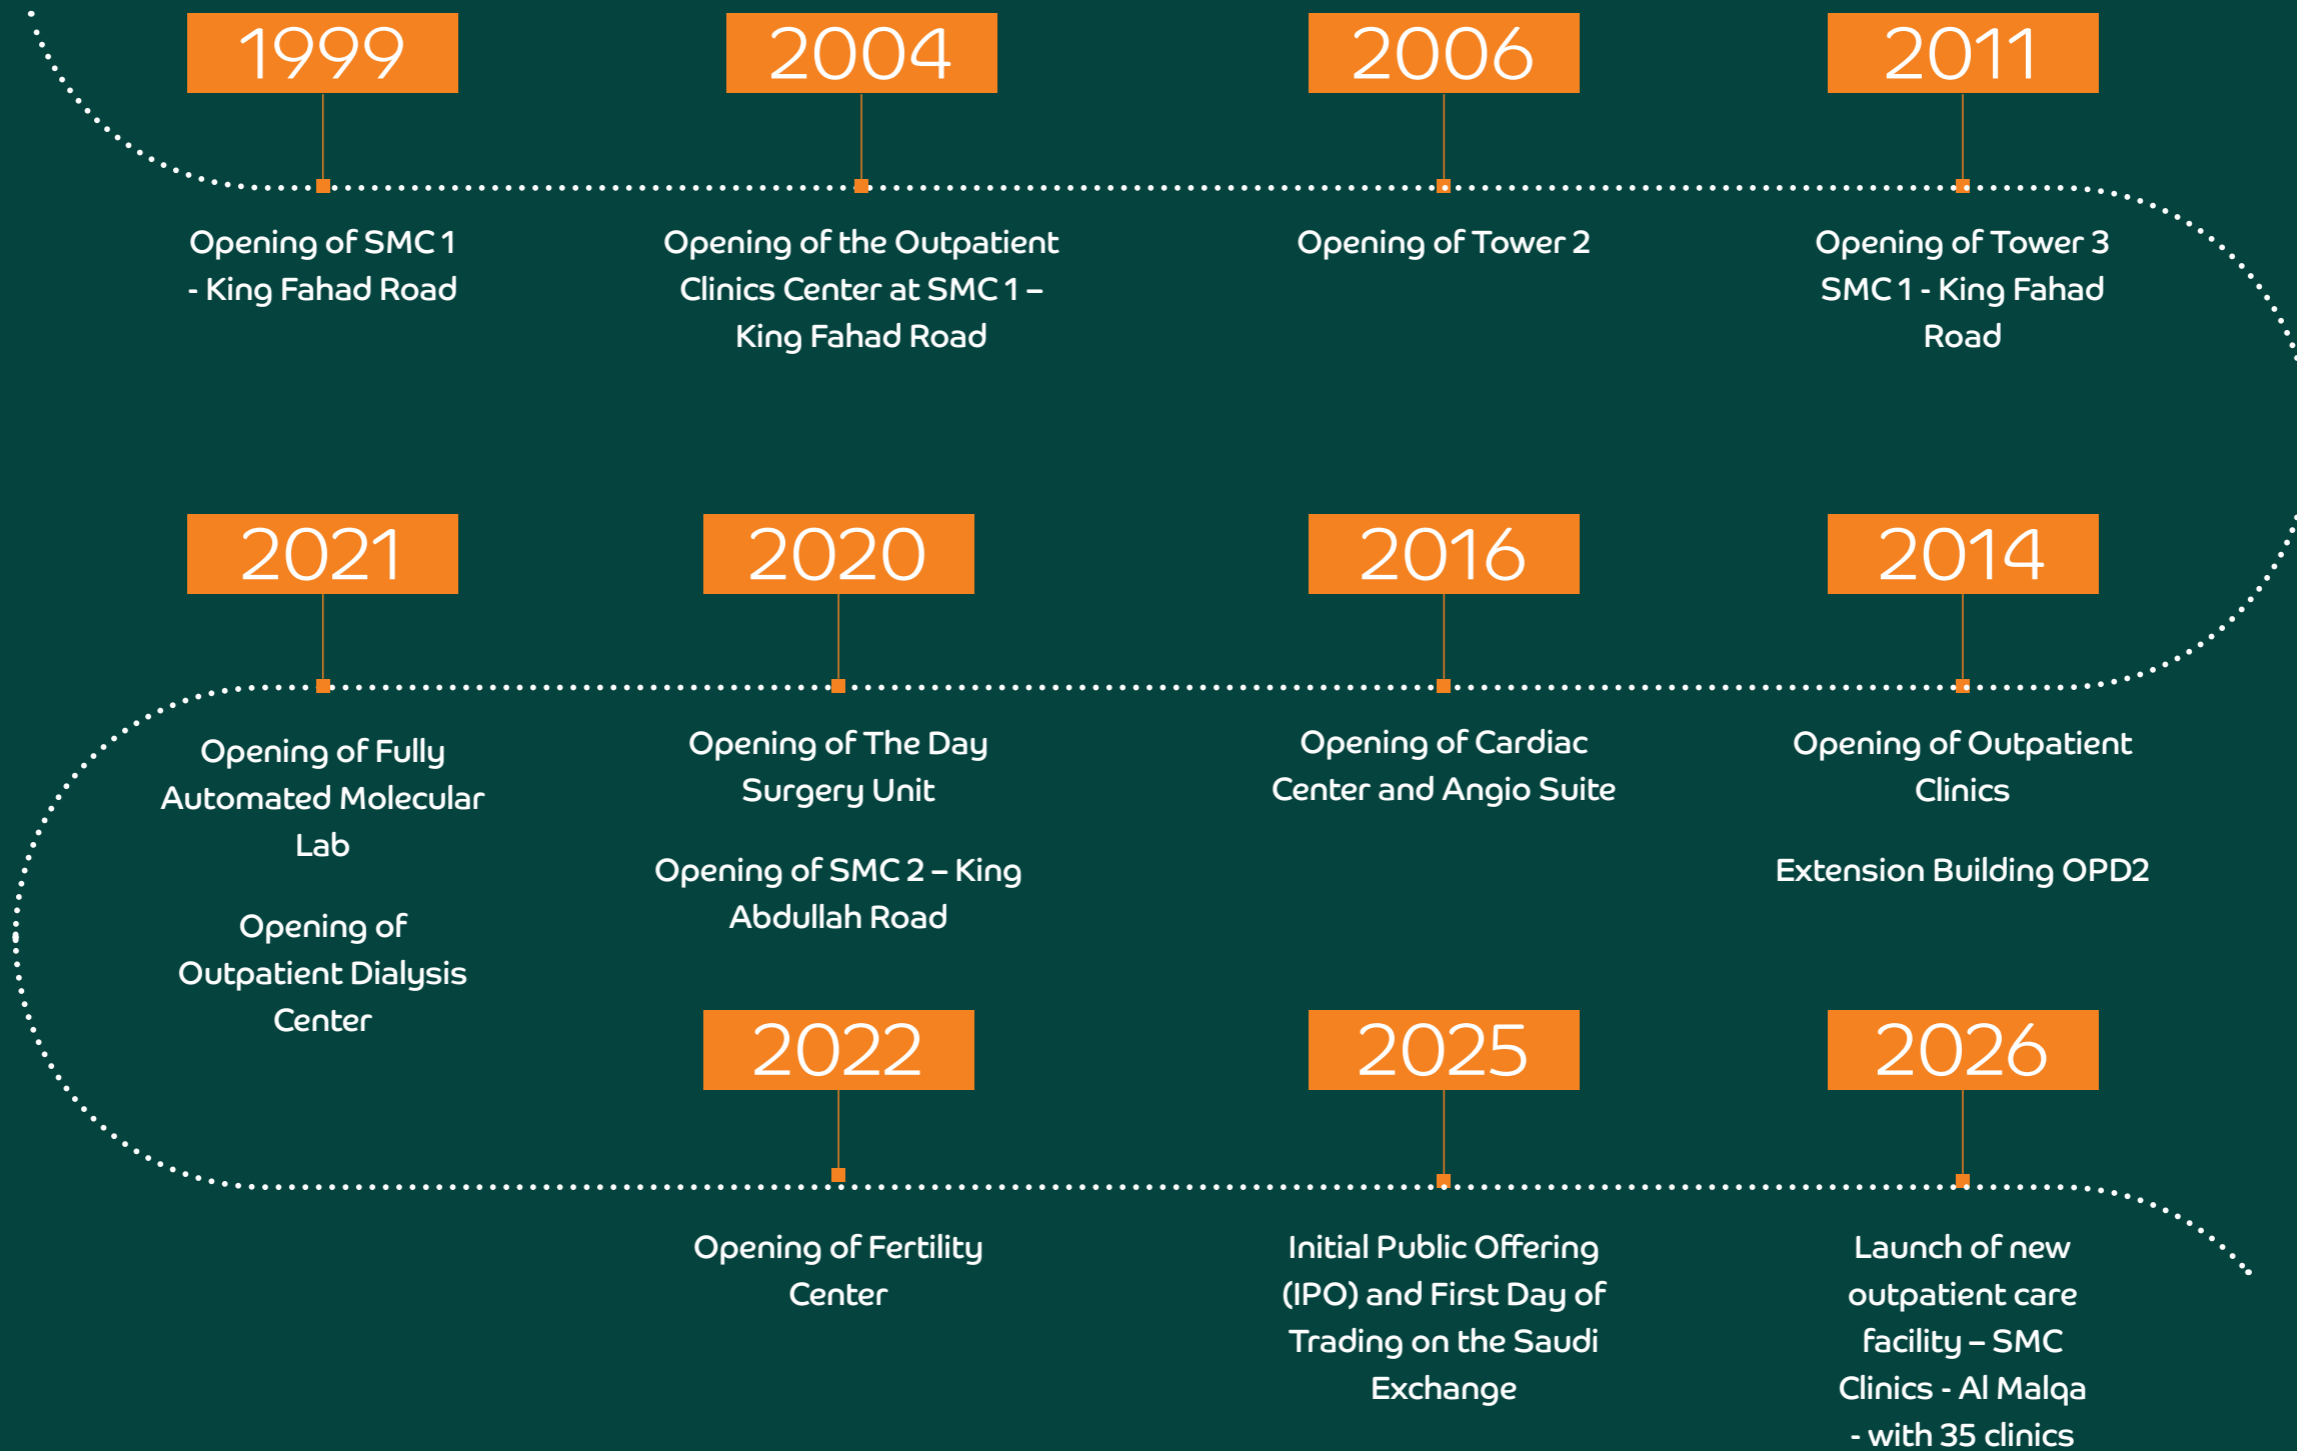 1999
Opening of SMC 1
- King Fahad Road
2004
Opening of the Outpatient
Clinics Center at SMC 1 –
King Fahad Road
2006
Opening of Tower 2
2011
Opening of Tower 3
SMC 1 - King Fahad
Road
2014
Opening of Outpatient
Clinics
Extension Building OPD2
2016
Opening of Cardiac
Center and Angio Suite
2020
Opening of The Day
Surgery Unit
Opening of SMC 2 – King
Abdullah Road
2021
Opening of Fully
Automated Molecular
Lab
Opening of
Outpatient Dialysis
Center
2022
Opening of Fertility
Center
2025
Initial Public Offering
(IPO) and First Day of
Trading on the Saudi
Exchange
2026
Launch of new
outpatient care
facility – SMC
Clinics - Al Malqa
- with 35 clinics